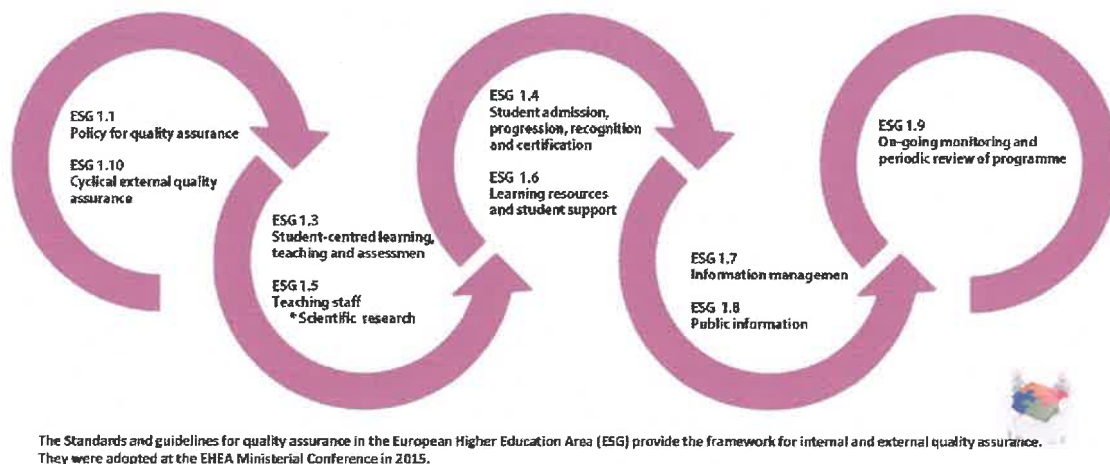 ESG 1.1
Policy for quality assurance
ESG 1.10
Cyclical external quality
assurance
ESG 1.3
Student-centred learning,
teaching and assessmen
ESG 1.5
Teaching staff
*Scientific research
ESG 1.4
Student admission,
progression, recognition
and certification
ESG 1.6
Learning resources
and student support
ESG 1.7
Information managemen
ESG 1.8
Public information
ESG 1.9
On-going monitoring and
periodic review of programme
The Standards and guidelines for quality assurance in the European Higher Education Area (ESG) provide the framework for internal and external quality assurance.
They were adopted at the EHEA Ministerial Conference in 2015.